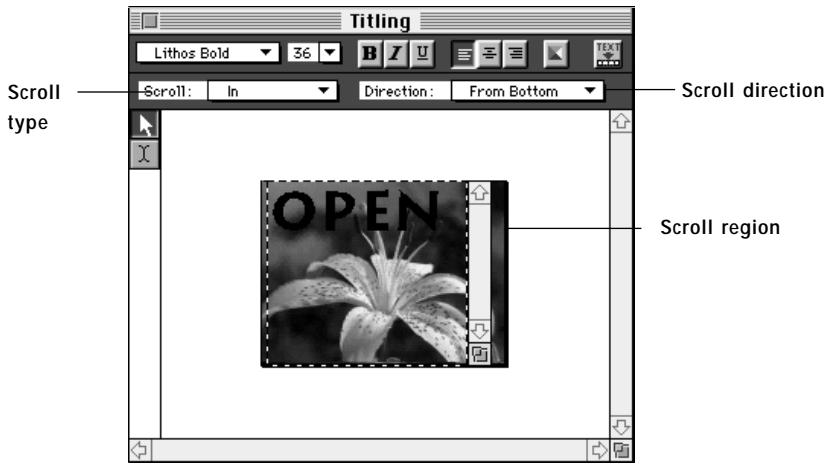 Titling
Lithos Bold 36 B I U TEXT
Scroll: In Direction: From Bottom
Scroll type
Scroll direction
OPEN
Scroll region